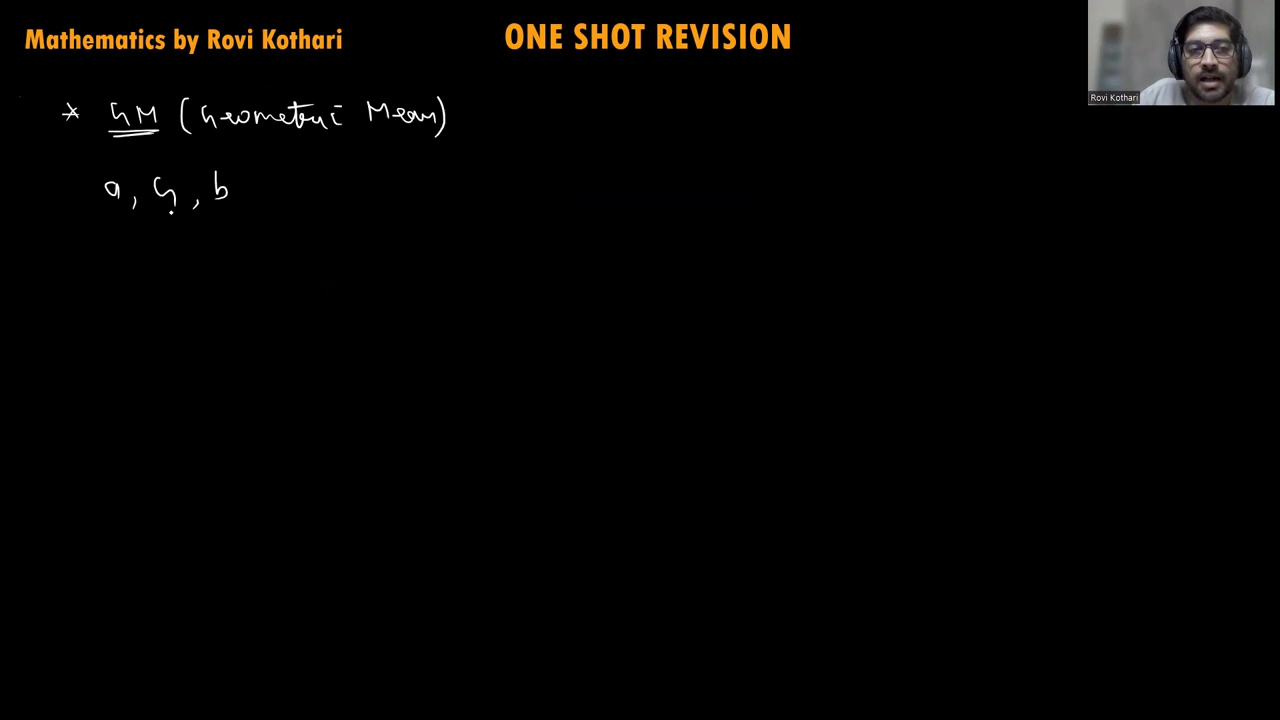 Mathematics by Rovi Kothari
ONE SHOT REVISION
Rovi Kothari
* GM (Geometric Mean)
a, G, b